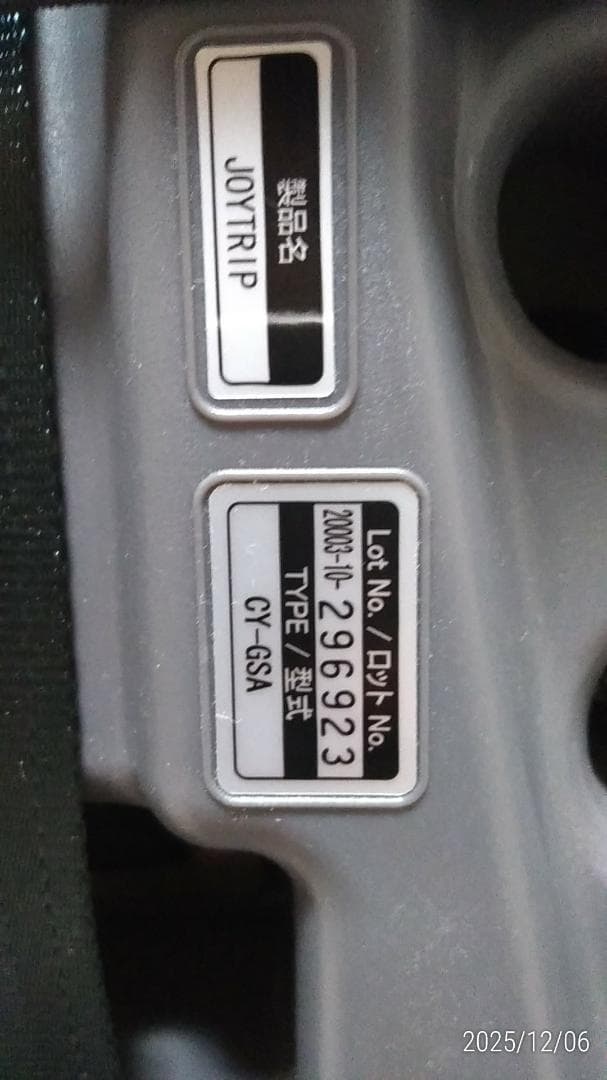 製品名
JOYTRIP
Lot No. / ロット No.
20003-10-296923
TYPE / 型式
CY-GSA
2025/12/06